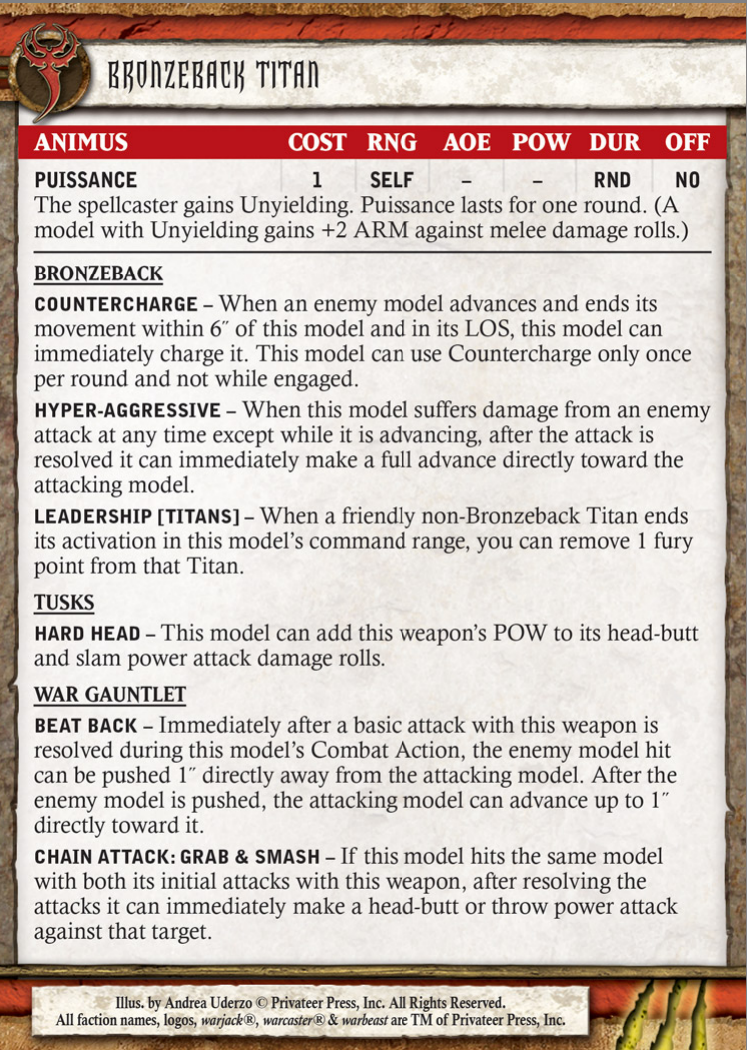 BRONZEBACK TITAN
ANIMUS COST RNG AOE POW DUR OFF
PUISSANCE 1 SELF – – RND NO
The spellcaster gains Unyielding. Puissance lasts for one round. (A
model with Unyielding gains +2 ARM against melee damage rolls.)
BRONZEBACK
COUNTERCHARGE – When an enemy model advances and ends its
movement within 6˝ of this model and in its LOS, this model can
immediately charge it. This model can use Countercharge only once
per round and not while engaged.
HYPER-AGGRESSIVE – When this model suffers damage from an enemy
attack at any time except while it is advancing, after the attack is
resolved it can immediately make a full advance directly toward the
attacking model.
LEADERSHIP [TITANS] – When a friendly non-Bronzeback Titan ends
its activation in this model's command range, you can remove 1 fury
point from that Titan.
TUSKS
HARD HEAD – This model can add this weapon's POW to its head-butt
and slam power attack damage rolls.
WAR GAUNTLET
BEAT BACK – Immediately after a basic attack with this weapon is
resolved during this model's Combat Action, the enemy model hit
can be pushed 1˝ directly away from the attacking model. After the
enemy model is pushed, the attacking model can advance up to 1˝
directly toward it.
CHAIN ATTACK: GRAB & SMASH – If this model hits the same model
with both its initial attacks with this weapon, after resolving the
attacks it can immediately make a head-butt or throw power attack
against that target.
Illus. by Andrea Uderzo © Privateer Press, Inc. All Rights Reserved.
All faction names, logos, warjack®, warcaster® & warbeast are TM of Privateer Press, Inc.